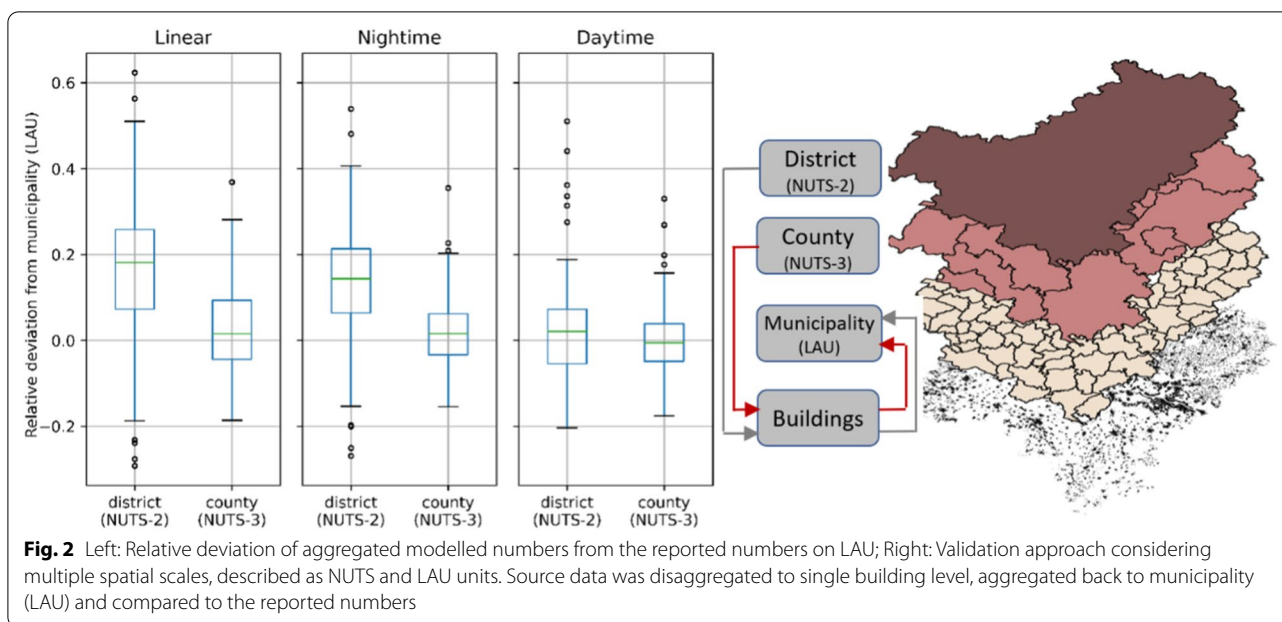 Linear
Nightime
Daytime
Relative deviation from municipality (LAU)
0.6
0.4
0.2
0.0
−0.2
district
(NUTS-2)
county
(NUTS-3)
district
(NUTS-2)
county
(NUTS-3)
district
(NUTS-2)
county
(NUTS-3)
District
(NUTS-2)
County
(NUTS-3)
Municipality
(LAU)
Buildings
Fig. 2 Left: Relative deviation of aggregated modelled numbers from the reported numbers on LAU; Right: Validation approach considering
multiple spatial scales, described as NUTS and LAU units. Source data was disaggregated to single building level, aggregated back to municipality
(LAU) and compared to the reported numbers